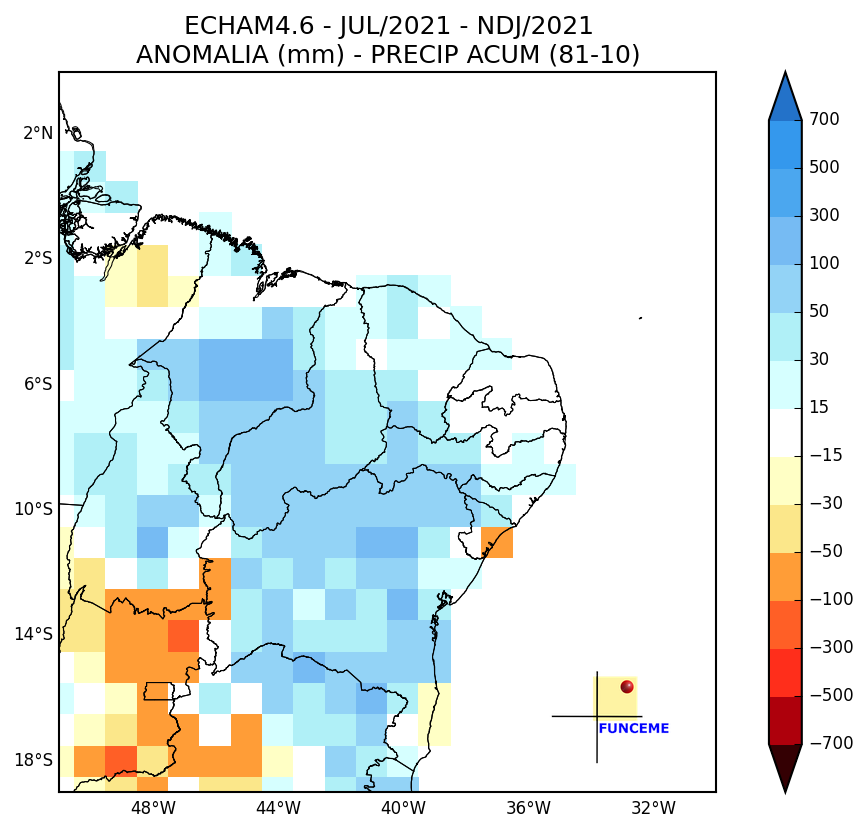 ECHAM4.6 - JUL/2021 - NDJ/2021
ANOMALIA (mm) - PRECIP ACUM (81-10)
2°N
2°S
6°S
10°S
14°S
18°S
48°W
44°W
40°W
36°W
32°W
FUNCEME
700
500
300
100
50
30
15
−15
−30
−50
−100
−300
−500
−700